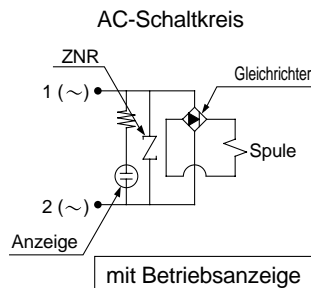 AC-Schaltkreis
ZNR
Gleichrichter
1 (～)
Spule
2 (～)
Anzeige
mit Betriebsanzeige